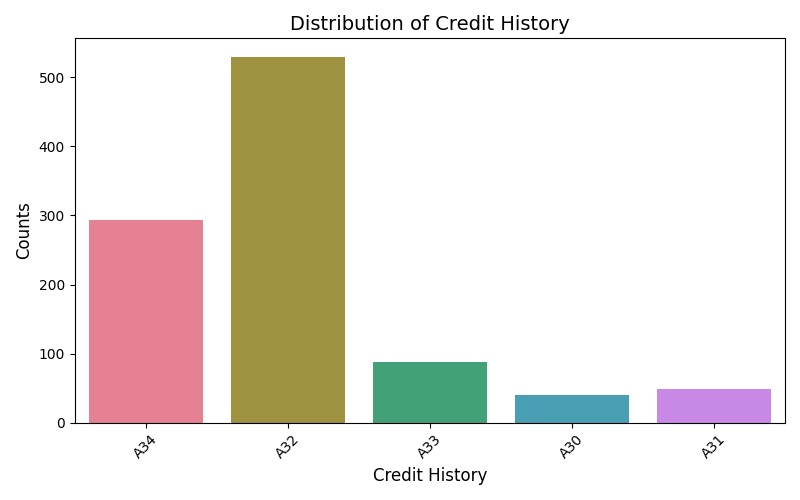 Distribution of Credit History
Counts
500
400
300
200
100
0
A34
A32
A33
A30
A31
Credit History